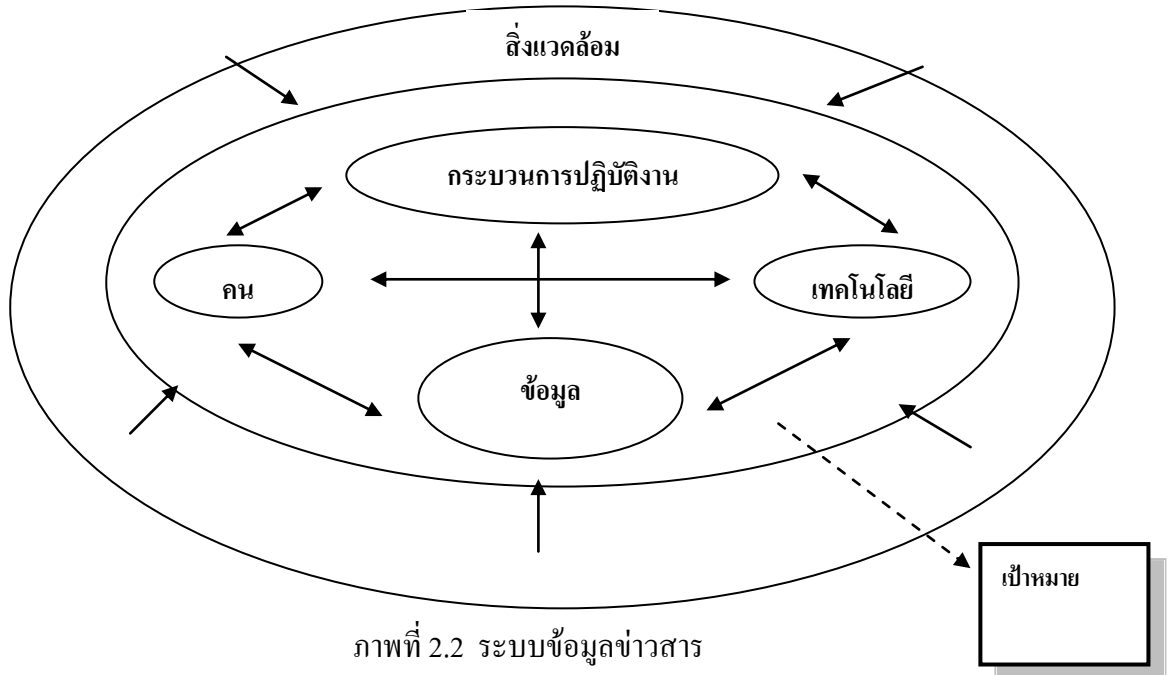 สิ่งแวดล้อม
กระบวนการปฏิบัติงาน
คน
เทคโนโลยี
ข้อมูล
เป้าหมาย
ภาพที่ 2.2 ระบบข้อมูลข่าวสาร